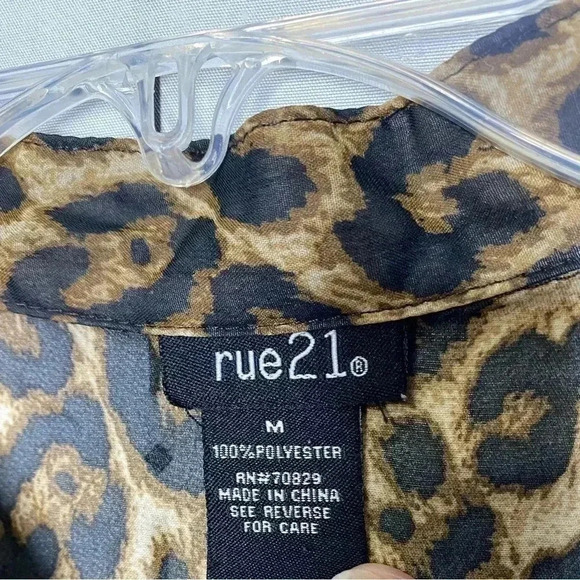 rue21®
M
100%POLYESTER
RN#70829
MADE IN CHINA
SEE REVERSE
FOR CARE